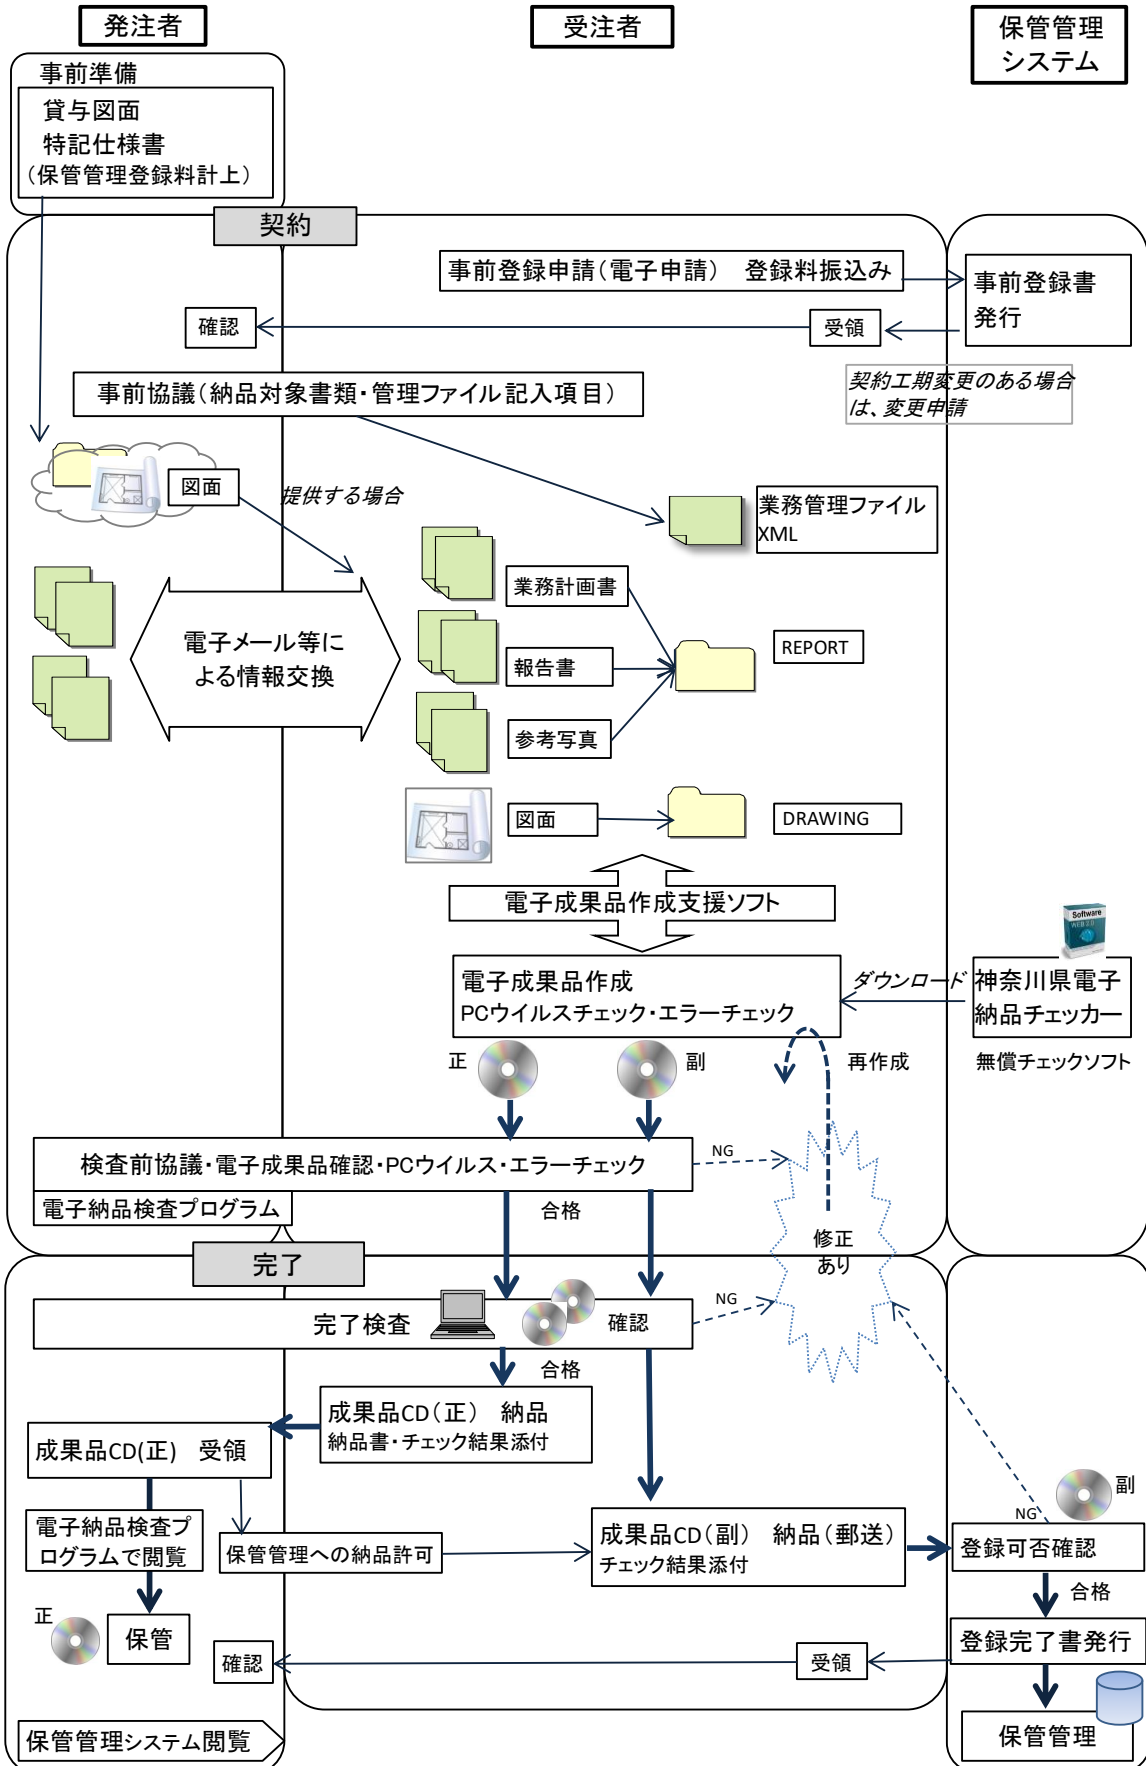 発注者
受注者
保管管理
システム
事前準備
貸与図面
特記仕様書
(保管管理登録料計上)
契約
事前登録申請(電子申請) 登録料振込み
事前登録書
発行
確認
受領
事前協議(納品対象書類・管理ファイル記入項目)
契約工期変更のある場合
は、変更申請
図面
提供する場合
業務管理ファイル
XML
業務計画書
電子メール等に
よる情報交換
報告書
REPORT
参考写真
図面
DRAWING
電子成果品作成支援ソフト
Software
WEB 2.0
電子成果品作成
PCウイルスチェック・エラーチェック
ダウンロード
神奈川県電子
納品チェッカー
正
副
再作成
無償チェックソフト
検査前協議・電子成果品確認・PCウイルス・エラーチェック
NG
電子納品検査プログラム
合格
修正
あり
完了
完了検査
確認
NG
合格
成果品CD(正) 納品
納品書・チェック結果添付
成果品CD(正) 受領
副
NG
電子納品検査プ
ログラムで閲覧
保管管理への納品許可
成果品CD(副) 納品(郵送)
チェック結果添付
登録可否確認
合格
正
保管
登録完了書発行
確認
受領
保管管理システム閲覧
保管管理